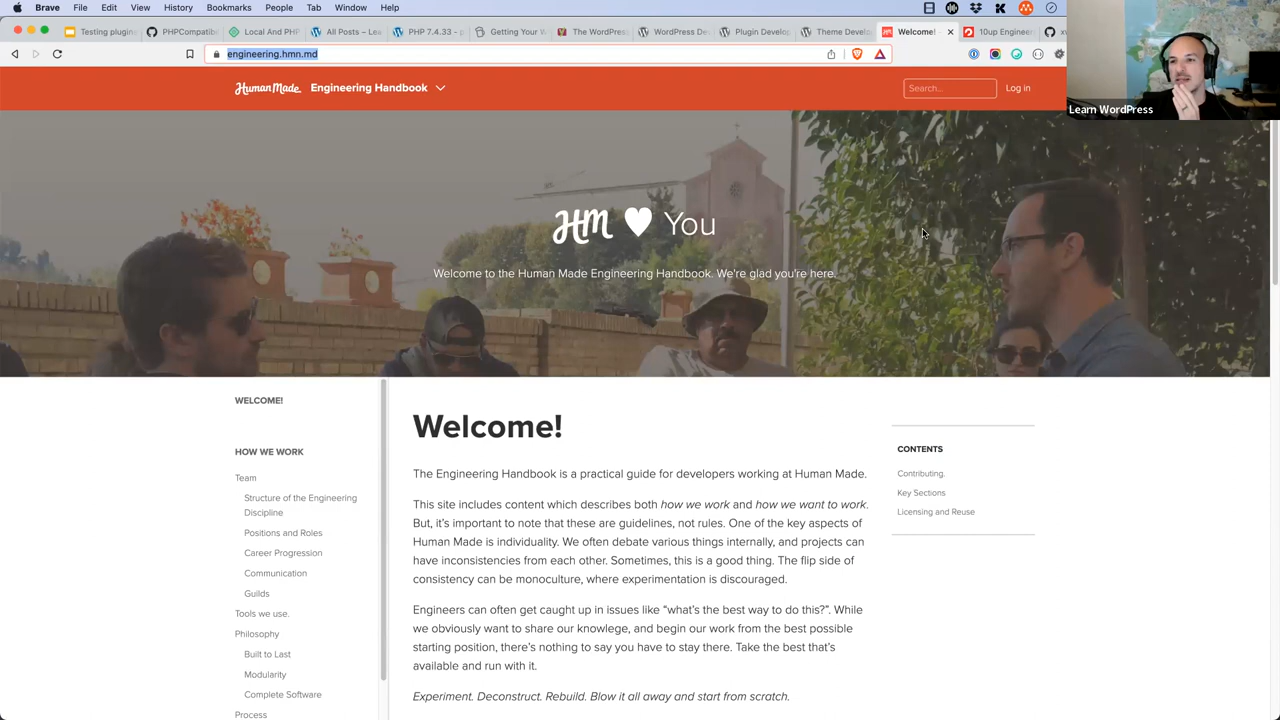 Brave File Edit View History Bookmarks People Tab Window Help
Testing plugin
PHPCompatib
Local And PHP
All Posts – Lea
PHP 7.4.33 - p
Getting Your W
The WordPress
WordPress Dev
Plugin Develop
Theme Develo
Welcome!
10up Engineer
engineering.hmn.md
Human Made Engineering Handbook
Search...
Log in
Learn WordPress
HM ♥ You
Welcome to the Human Made Engineering Handbook. We're glad you're here.
WELCOME!
HOW WE WORK
Team
Structure of the Engineering
Discipline
Positions and Roles
Career Progression
Communication
Guilds
Tools we use.
Philosophy
Built to Last
Modularity
Complete Software
Process
Welcome!
The Engineering Handbook is a practical guide for developers working at Human Made.
This site includes content which describes both how we work and how we want to work.
But, it's important to note that these are guidelines, not rules. One of the key aspects of
Human Made is individuality. We often debate various things internally, and projects can
have inconsistencies from each other. Sometimes, this is a good thing. The flip side of
consistency can be monoculture, where experimentation is discouraged.
Engineers can often get caught up in issues like “what's the best way to do this?”. While
we obviously want to share our knowlege, and begin our work from the best possible
starting position, there's nothing to say you have to stay there. Take the best that's
available and run with it.
Experiment. Deconstruct. Rebuild. Blow it all away and start from scratch.
CONTENTS
Contributing.
Key Sections
Licensing and Reuse